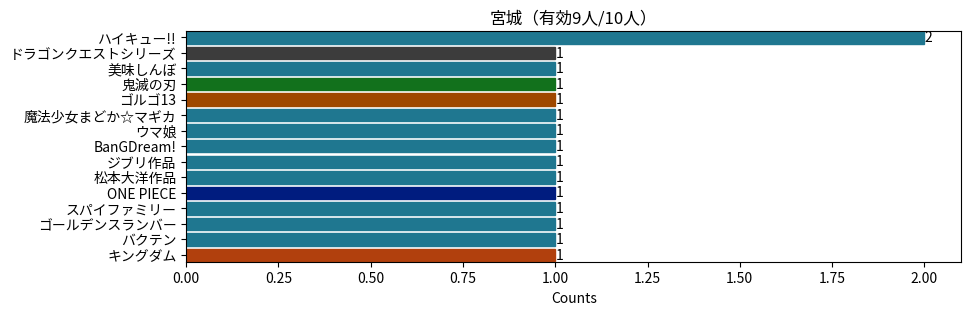 宮城（有効9人/10人）
ハイキュー!! 2
ドラゴンクエストシリーズ 1
美味しんぼ 1
鬼滅の刃 1
ゴルゴ13 1
魔法少女まどか☆マギカ 1
ウマ娘 1
BanGDream! 1
ジブリ作品 1
松本大洋作品 1
ONE PIECE 1
スパイファミリー 1
ゴールデンスランバー 1
バクテン 1
キングダム 1
0.00 0.25 0.50 0.75 1.00 1.25 1.50 1.75 2.00
Counts